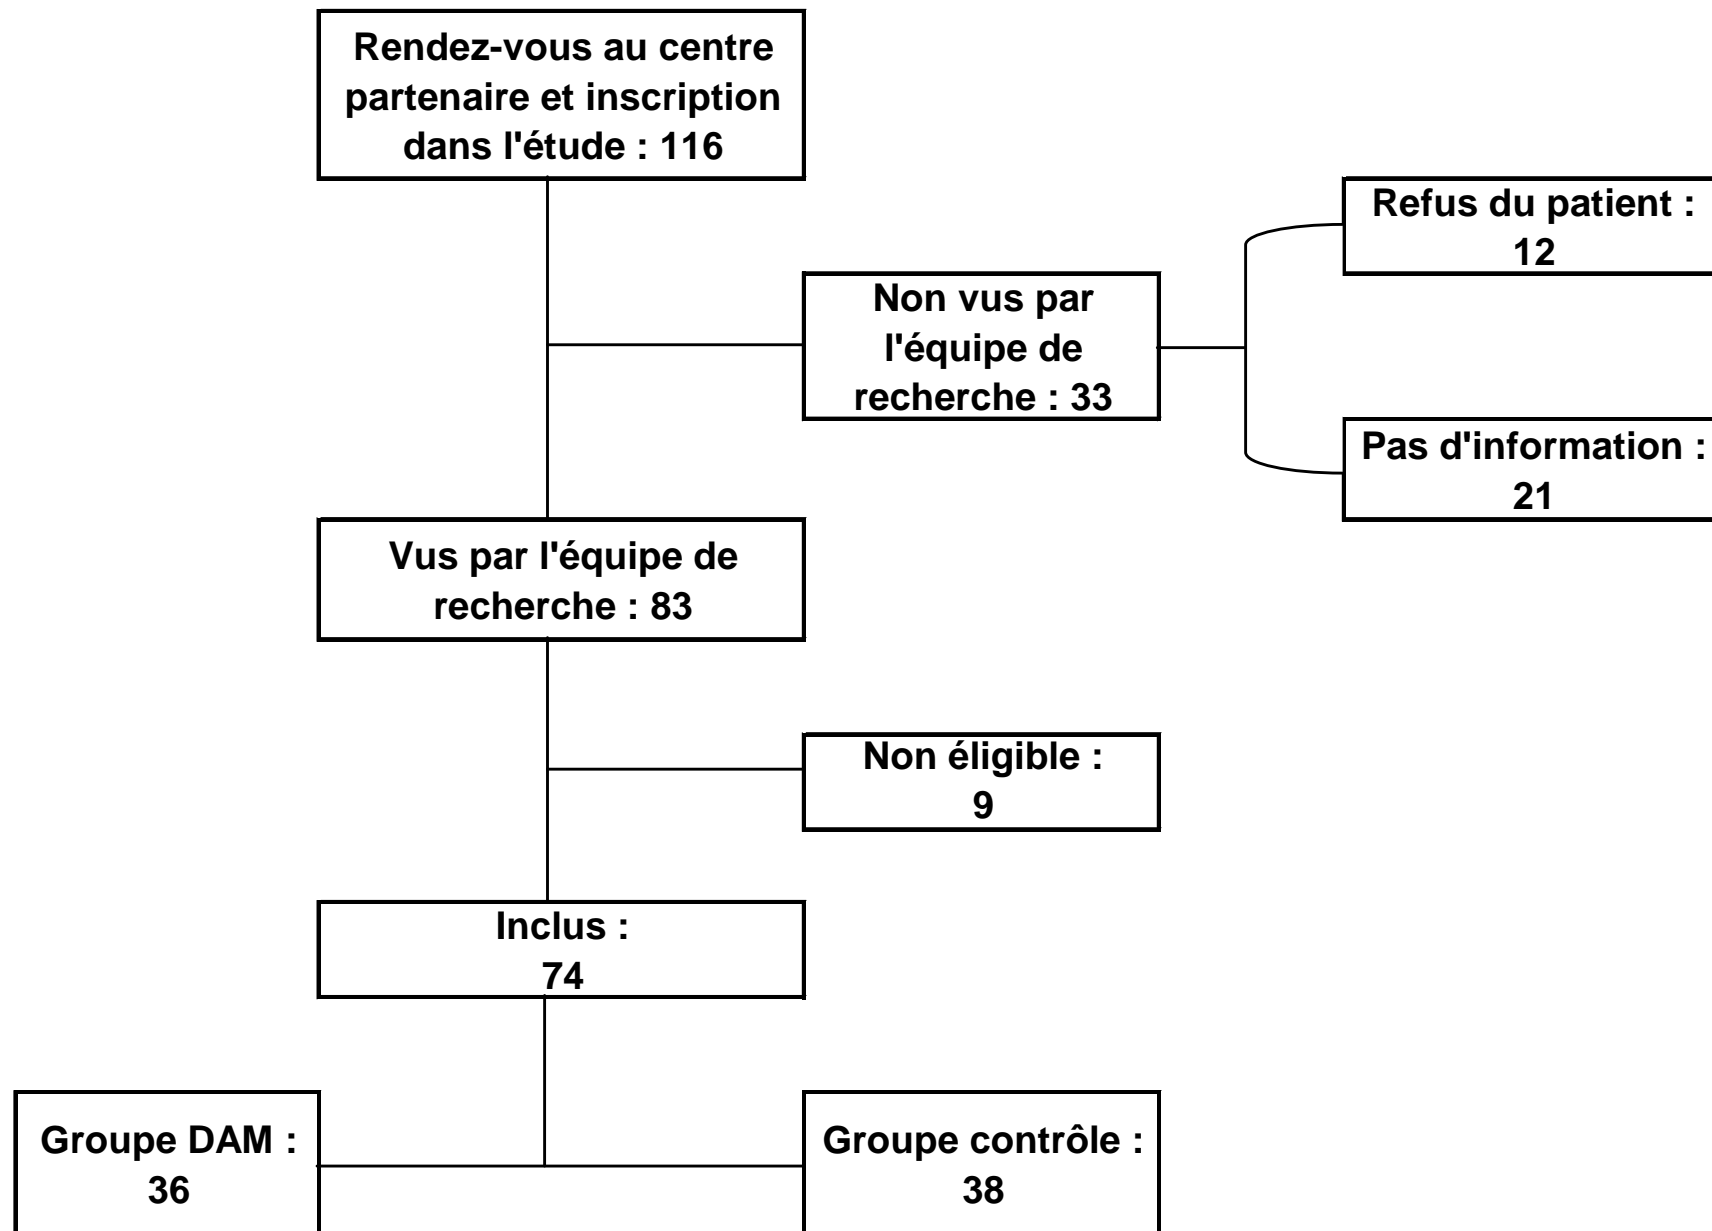 Rendez-vous au centre
partenaire et inscription
dans l'étude : 116
Refus du patient :
12
Non vus par
l'équipe de
recherche : 33
Pas d'information :
21
Vus par l'équipe de
recherche : 83
Non éligible :
9
Inclus :
74
Groupe DAM :
36
Groupe contrôle :
38